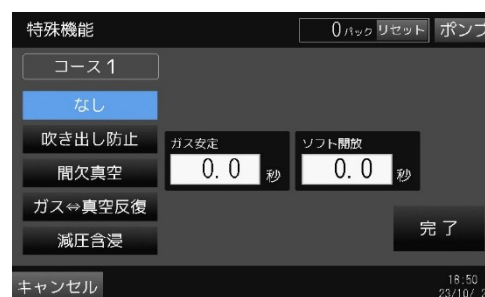 特殊機能 0パック リセット ポンプ
コース1
なし
吹き出し防止
間欠真空
ガス⇔真空反復
減圧含浸
ガス安定 ソフト開放
0.0 秒 0.0 秒
完了
キャンセル 18:50
23/10/